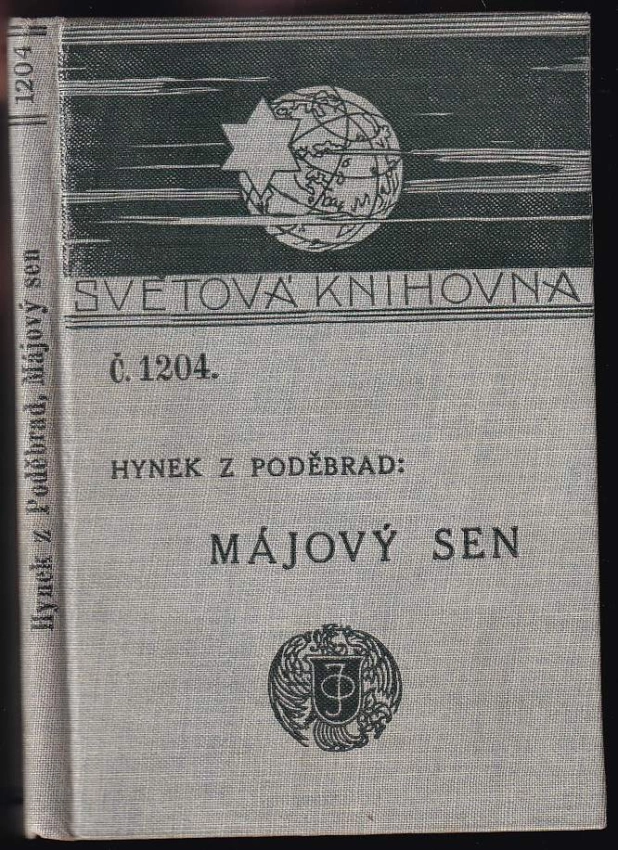 1204
Hynek z Poděbrad, Májový sen
SVĚTOVÁ KNIHOVNA
Č. 1204.
HYNEK Z PODĚBRAD:
MÁJOVÝ SEN